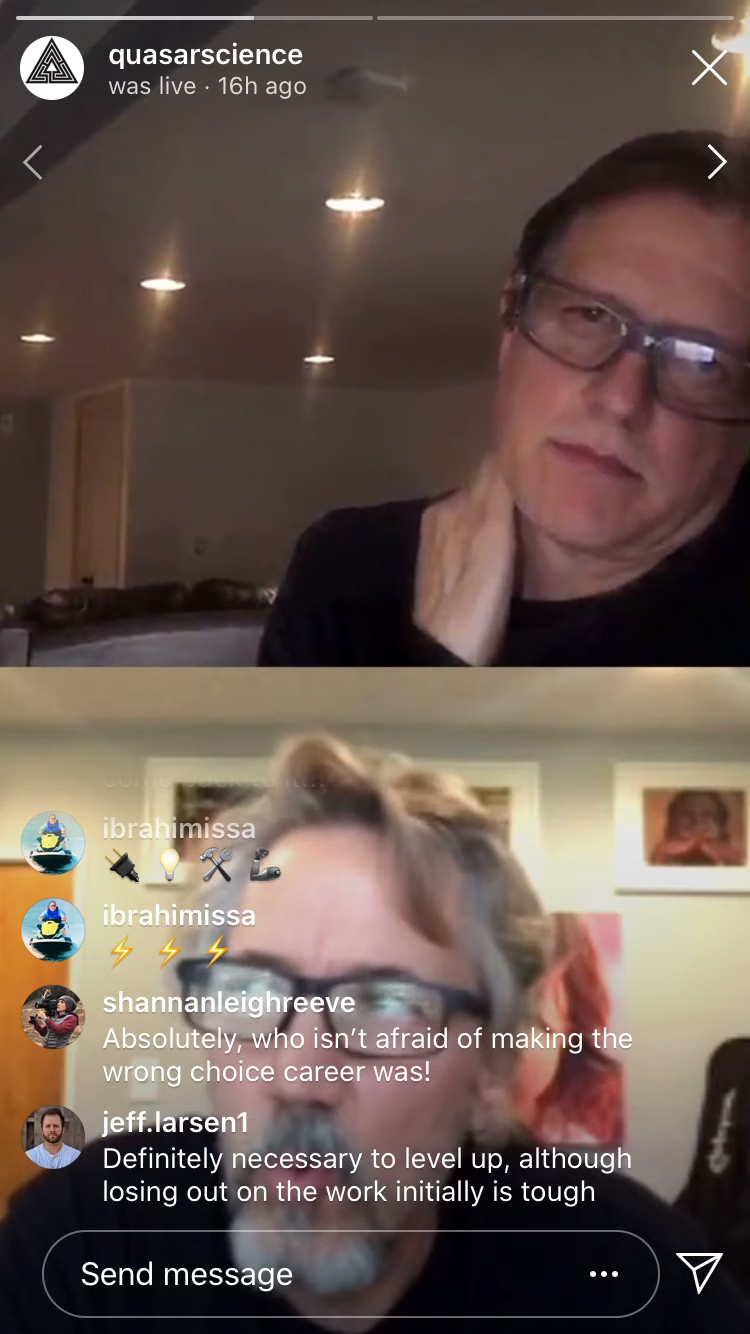 quasarscience
was live · 16h ago
ibrahimissa
🔌 💡 🛠 🦾
ibrahimissa
⚡ ⚡ ⚡
shannanleighreeve
Absolutely, who isn’t afraid of making the
wrong choice career was!
jeff.larsen1
Definitely necessary to level up, although
losing out on the work initially is tough
Send message